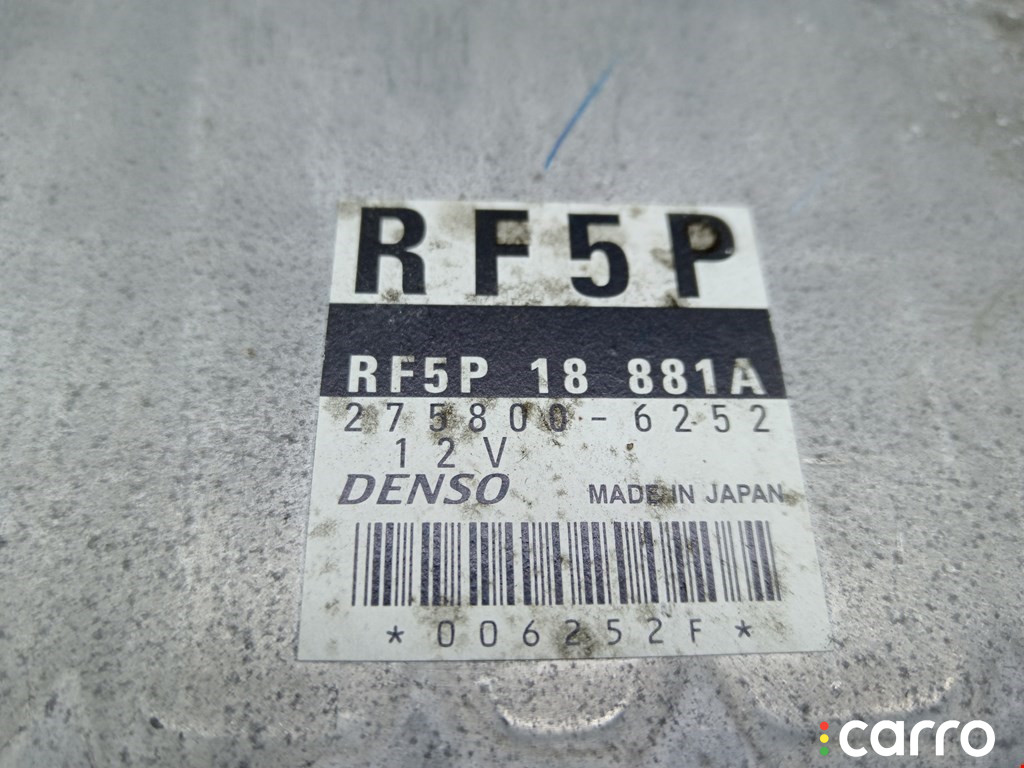 RF5P
RF5P 18 881A
275800-6252
12V
DENSO MADE IN JAPAN
*006252F*
carro